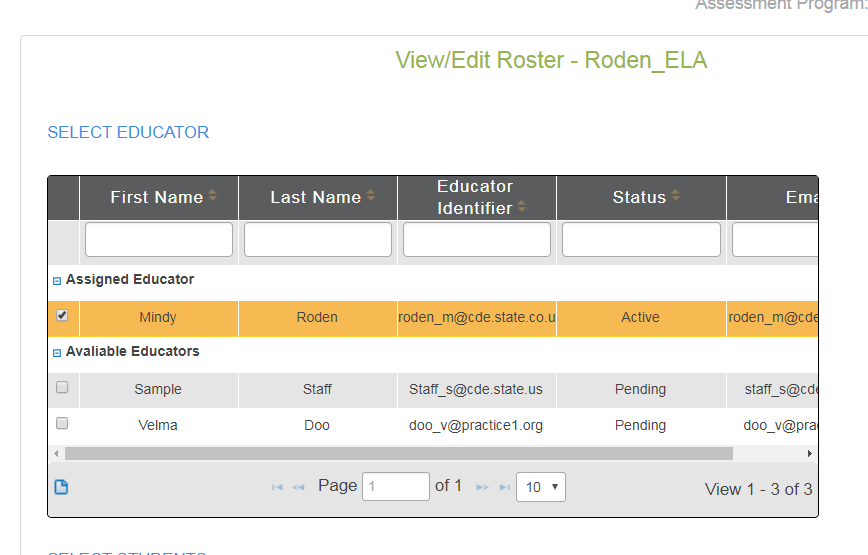 Assessment Program:
View/Edit Roster - Roden_ELA
SELECT EDUCATOR
First Name Last Name Educator Identifier Status Ema
Assigned Educator
Mindy Roden roden_m@cde.state.co.u Active roden_m@cde
Avaliable Educators
Sample Staff Staff_s@cde.state.us Pending staff_s@cde
Velma Doo doo_v@practice1.org Pending doo_v@prac
Page 1 of 1 10 View 1 - 3 of 3
SELECT STUDENTS